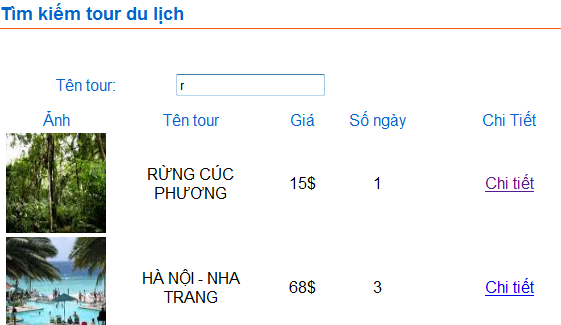 Tìm kiếm tour du lịch
Tên tour: r
Ảnh Tên tour Giá Số ngày Chi Tiết
RỪNG CÚC
PHƯƠNG 15$ 1 Chi tiết
HÀ NỘI - NHA
TRANG 68$ 3 Chi tiết